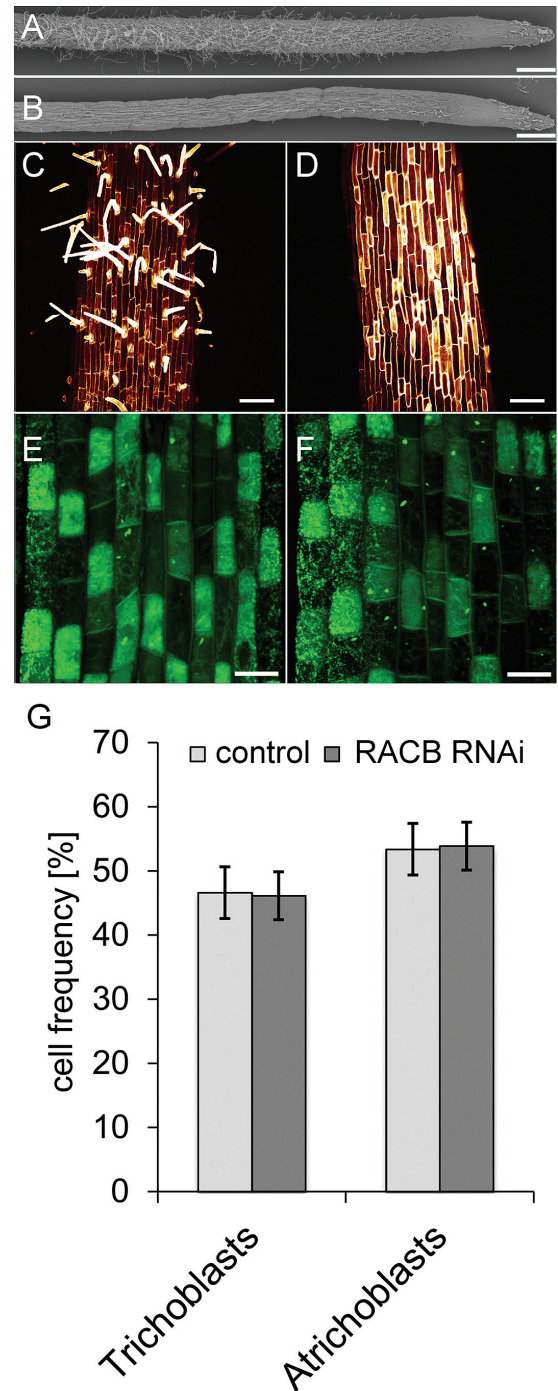 A
B
C
D
E
F
G
control RACB RNAi
cell frequency [%]
70
60
50
40
30
20
10
0
Trichoblasts
Atrichoblasts